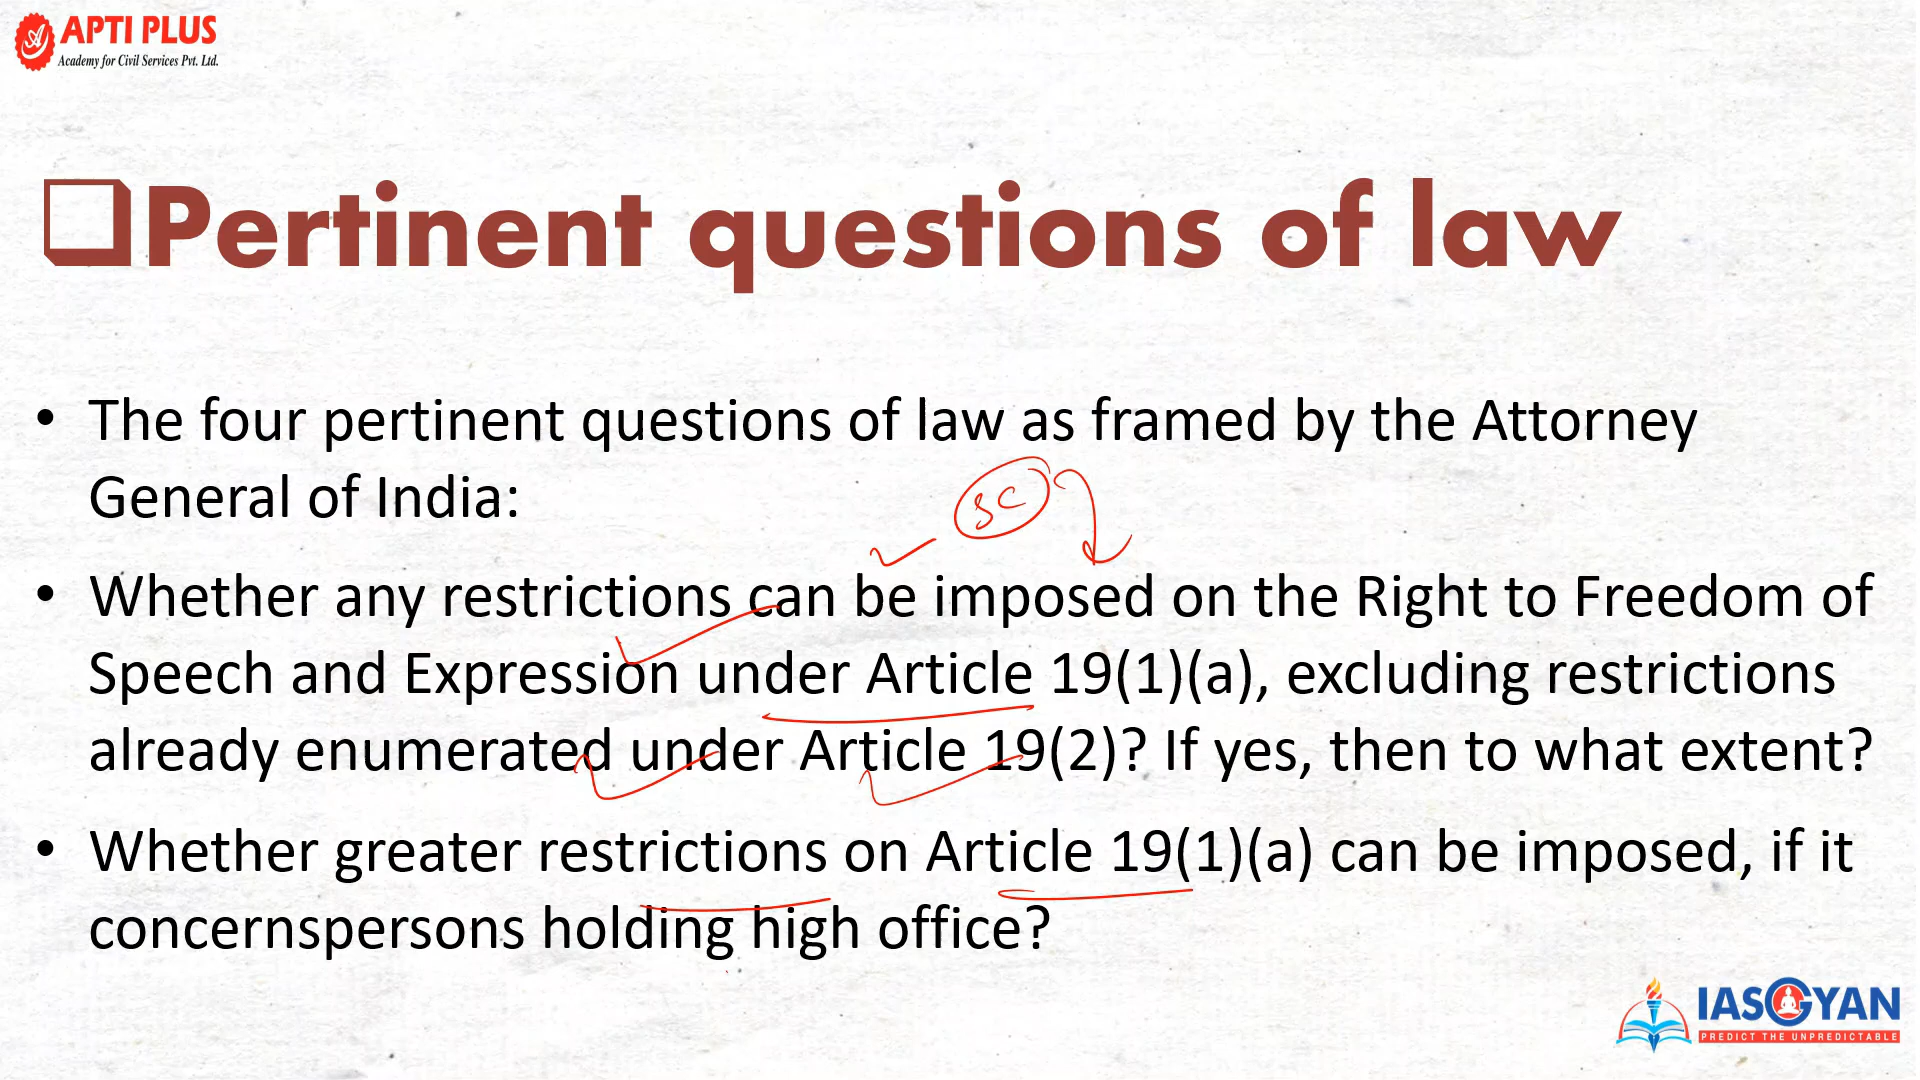 APTI PLUS
Academy for Civil Services Pvt. Ltd.
Pertinent questions of law
• The four pertinent questions of law as framed by the Attorney
General of India:
SC
• Whether any restrictions can be imposed on the Right to Freedom of
Speech and Expression under Article 19(1)(a), excluding restrictions
already enumerated under Article 19(2)? If yes, then to what extent?
• Whether greater restrictions on Article 19(1)(a) can be imposed, if it
concernspersons holding high office?
IASGYAN
PREDICT THE UNPREDICTABLE